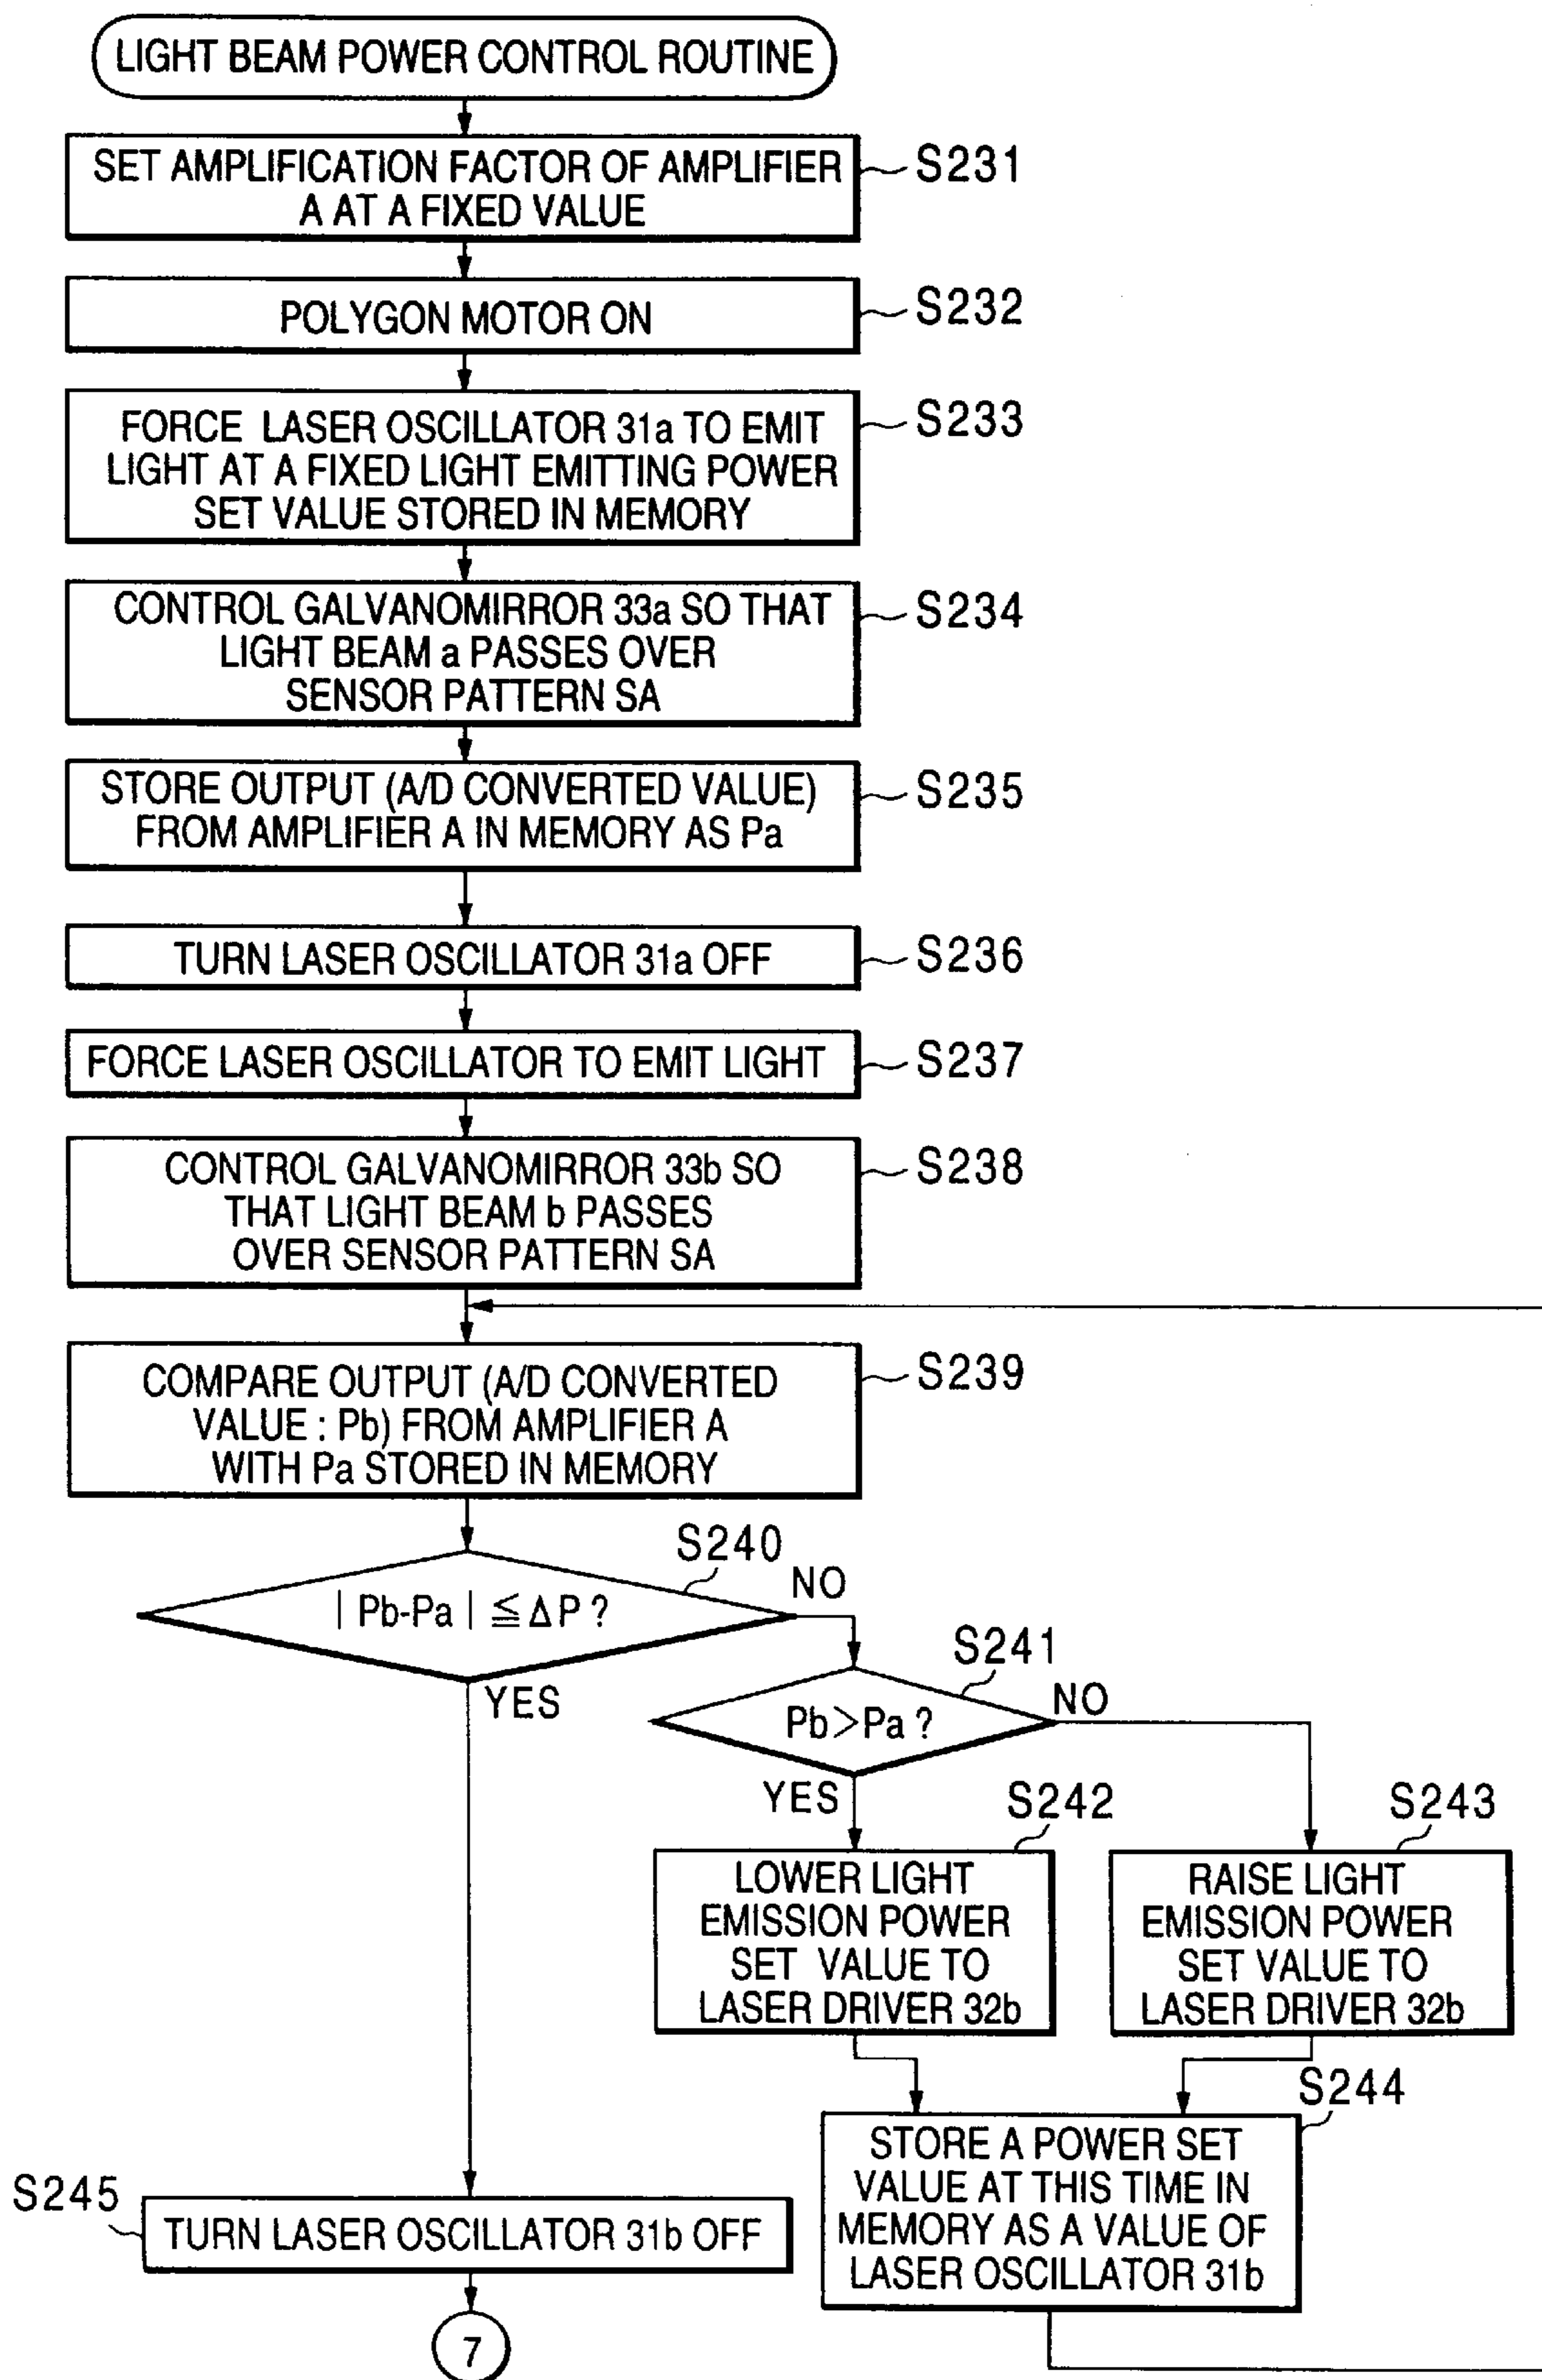 LIGHT BEAM POWER CONTROL ROUTINE
SET AMPLIFICATION FACTOR OF AMPLIFIER
A AT A FIXED VALUE
S231
POLYGON MOTOR ON
S232
FORCE LASER OSCILLATOR 31a TO EMIT
LIGHT AT A FIXED LIGHT EMITTING POWER
SET VALUE STORED IN MEMORY
S233
CONTROL GALVANOMIRROR 33a SO THAT
LIGHT BEAM a PASSES OVER
SENSOR PATTERN SA
S234
STORE OUTPUT (A/D CONVERTED VALUE)
FROM AMPLIFIER A IN MEMORY AS Pa
S235
TURN LASER OSCILLATOR 31a OFF
S236
FORCE LASER OSCILLATOR TO EMIT LIGHT
S237
CONTROL GALVANOMIRROR 33b SO
THAT LIGHT BEAM b PASSES
OVER SENSOR PATTERN SA
S238
COMPARE OUTPUT (A/D CONVERTED
VALUE : Pb) FROM AMPLIFIER A
WITH Pa STORED IN MEMORY
S239
S240
| Pb-Pa | ≦ ΔP ?
NO
YES
S241
Pb>Pa ?
NO
YES
S242
LOWER LIGHT
EMISSION POWER
SET VALUE TO
LASER DRIVER 32b
S243
RAISE LIGHT
EMISSION POWER
SET VALUE TO
LASER DRIVER 32b
S244
STORE A POWER SET
VALUE AT THIS TIME IN
MEMORY AS A VALUE OF
LASER OSCILLATOR 31b
S245
TURN LASER OSCILLATOR 31b OFF
7